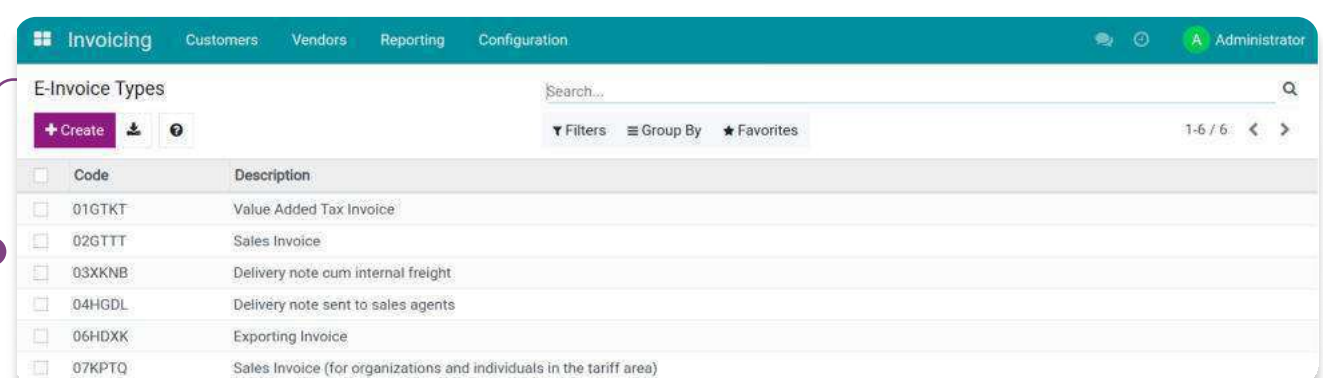 Invoicing Customers Vendors Reporting Configuration A Administrator
E-Invoice Types Search...
Create Filters Group By Favorites 1-6 / 6
Code Description
01GTKT Value Added Tax Invoice
02GTTT Sales Invoice
03XKNB Delivery note cum internal freight
04HGDL Delivery note sent to sales agents
06HDXK Exporting Invoice
07KPTQ Sales Invoice (for organizations and individuals in the tariff area)